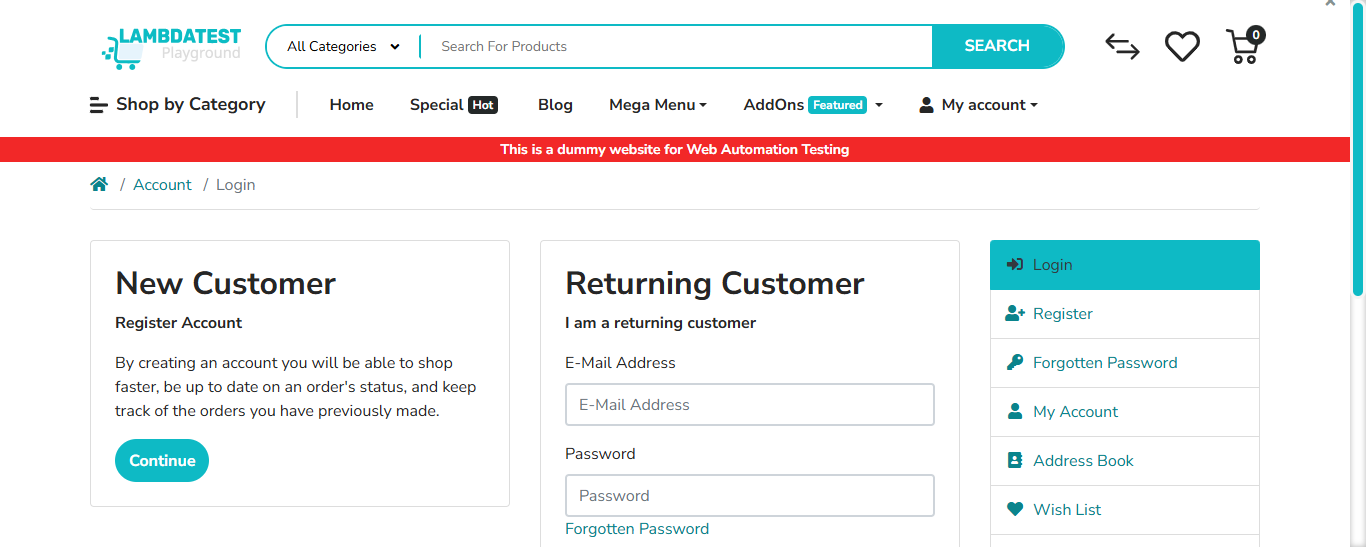 LAMBDATEST
Playground
All Categories
Search For Products
SEARCH
0
Shop by Category
Home
Special Hot
Blog
Mega Menu
AddOns Featured
My account
This is a dummy website for Web Automation Testing
/ Account / Login
New Customer
Register Account
By creating an account you will be able to shop
faster, be up to date on an order's status, and keep
track of the orders you have previously made.
Continue
Returning Customer
I am a returning customer
E-Mail Address
E-Mail Address
Password
Password
Forgotten Password
Login
Register
Forgotten Password
My Account
Address Book
Wish List